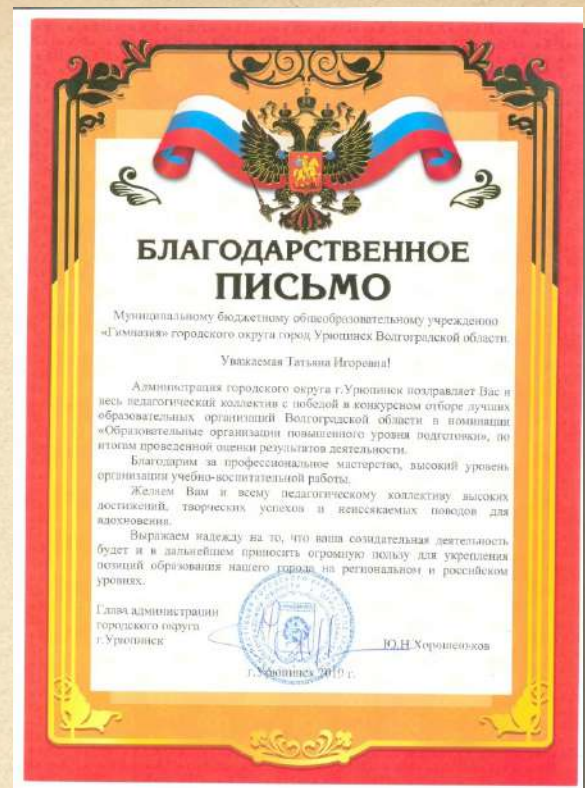 БЛАГОДАРСТВЕННОЕ
ПИСЬМО
Муниципальному бюджетному общеобразовательному учреждению
«Гимназия» городского округа город Урюпинск Волгоградской области.
Уважаемая Татьяна Игоревна!
Администрация городского округа г.Урюпинск поздравляет Вас и
весь педагогический коллектив с победой в конкурсном отборе лучших
образовательных организаций Волгоградской области в номинации
«Образовательные организации повышенного уровня подготовки», по
итогам проведенной оценки результатов деятельности.
Благодарим за профессиональное мастерство, высокий уровень
организации учебно-воспитательной работы.
Желаем Вам и всему педагогическому коллективу высоких
достижений, творческих успехов и неиссякаемых поводов для
вдохновения.
Выражаем надежду на то, что ваша созидательная деятельность
будет и в дальнейшем приносить огромную пользу для укрепления
позиций образования нашего города на региональном и российском
уровнях.
Глава администрации
городского округа
г.Урюпинск Ю.Н.Хорошеньков
г.Урюпинск 2019 г.